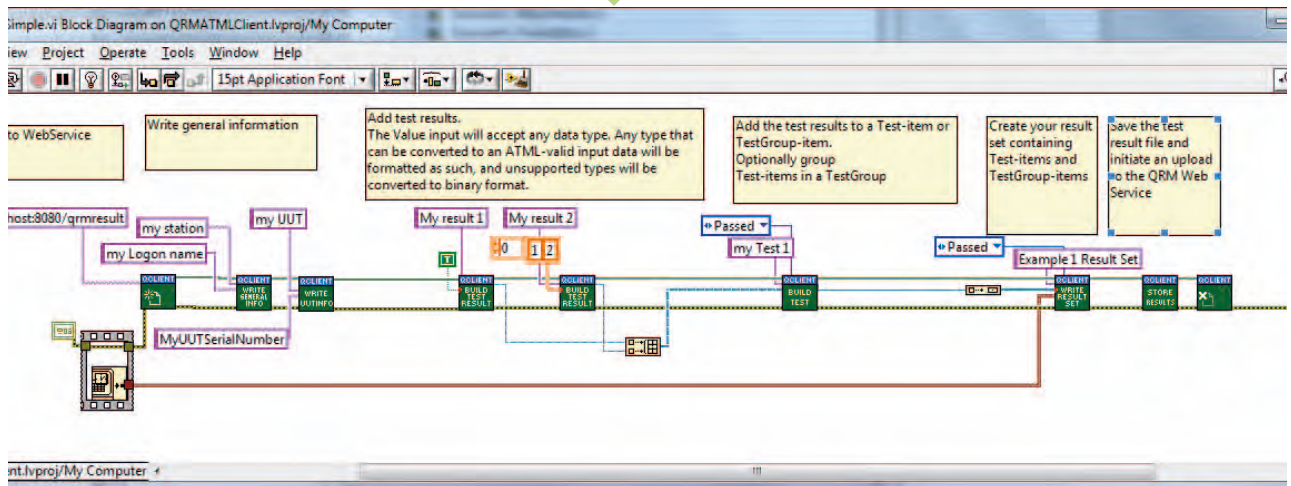 Simple.vi Block Diagram on QRMATMLClient.lvproj/My Computer
iew Project Operate Tools Window Help
15pt Application Font
to WebService
Write general information
Add test results.
The Value input will accept any data type. Any type that
can be converted to an ATML-valid input data will be
formatted as such, and unsupported types will be
converted to binary format.
Add the test results to a Test-item or
TestGroup-item.
Optionally group
Test-items in a TestGroup
Create your result
set containing
Test-items and
TestGroup-items
Save the test
result file and
initiate an upload
to the QRM Web
Service
host:8080/qrmresult
my station
my UUT
my Logon name
My result 1
My result 2
0
1 2
T
Passed
my Test 1
Passed
Example 1 Result Set
QCLIENT
QCLIENT
WRITE
GENERAL
INFO
QCLIENT
WRITE
UUTINFO
QCLIENT
BUILD
TEST
RESULT
QCLIENT
BUILD
TEST
RESULT
QCLIENT
BUILD
TEST
QCLIENT
WRITE
RESULT
SET
QCLIENT
STORE
RESULTS
QCLIENT
MyUUTSerialNumber
ent.lvproj/My Computer